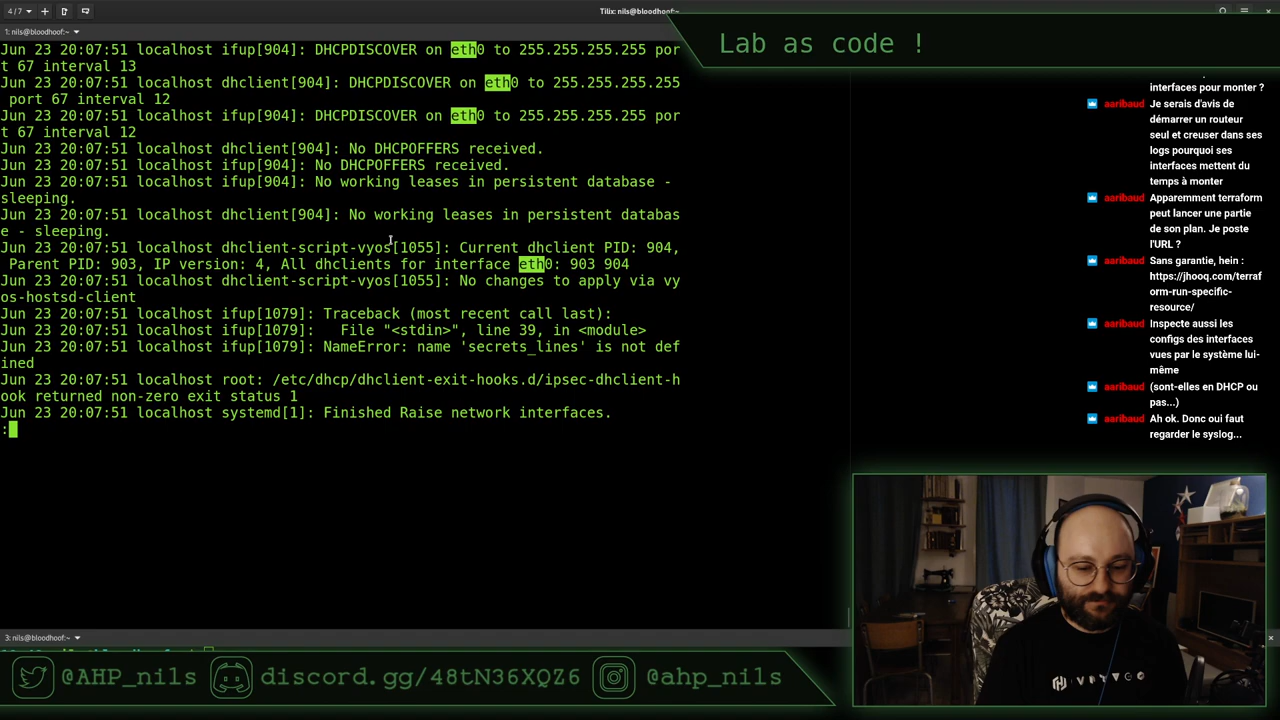 4/7
Tilix: nils@bloodhoof:~
1: nils@bloodhoof:~
Jun 23 20:07:51 localhost ifup[904]: DHCPDISCOVER on eth0 to 255.255.255.255 por
t 67 interval 13
Jun 23 20:07:51 localhost dhclient[904]: DHCPDISCOVER on eth0 to 255.255.255.255
 port 67 interval 12
Jun 23 20:07:51 localhost ifup[904]: DHCPDISCOVER on eth0 to 255.255.255.255 por
t 67 interval 12
Jun 23 20:07:51 localhost dhclient[904]: No DHCPOFFERS received.
Jun 23 20:07:51 localhost ifup[904]: No DHCPOFFERS received.
Jun 23 20:07:51 localhost ifup[904]: No working leases in persistent database -
sleeping.
Jun 23 20:07:51 localhost dhclient[904]: No working leases in persistent databas
e - sleeping.
Jun 23 20:07:51 localhost dhclient-script-vyos[1055]: Current dhclient PID: 904,
 Parent PID: 903, IP version: 4, All dhclients for interface eth0: 903 904
Jun 23 20:07:51 localhost dhclient-script-vyos[1055]: No changes to apply via vy
os-hostsd-client
Jun 23 20:07:51 localhost ifup[1079]: Traceback (most recent call last):
Jun 23 20:07:51 localhost ifup[1079]:   File "<stdin>", line 39, in <module>
Jun 23 20:07:51 localhost ifup[1079]: NameError: name 'secrets_lines' is not def
ined
Jun 23 20:07:51 localhost root: /etc/dhcp/dhclient-exit-hooks.d/ipsec-dhclient-h
ook returned non-zero exit status 1
Jun 23 20:07:51 localhost systemd[1]: Finished Raise network interfaces.
:
Lab as code !
interfaces pour monter ?
aaribaud Je serais d'avis de
démarrer un routeur
seul et creuser dans ses
logs pourquoi ses
interfaces mettent du
temps à monter
aaribaud Apparemment terraform
peut lancer une partie
de son plan. Je poste
l'URL ?
aaribaud Sans garantie, hein :
https://jhooq.com/terraf
orm-run-specific-
resource/
aaribaud Inspecte aussi les
configs des interfaces
vues par le système lui-
même
aaribaud (sont-elles en DHCP ou
pas...)
aaribaud Ah ok. Donc oui faut
regarder le syslog...
3: nils@bloodhoof:~
@AHP_nils
discord.gg/48tN36XQZ6
@ahp_nils